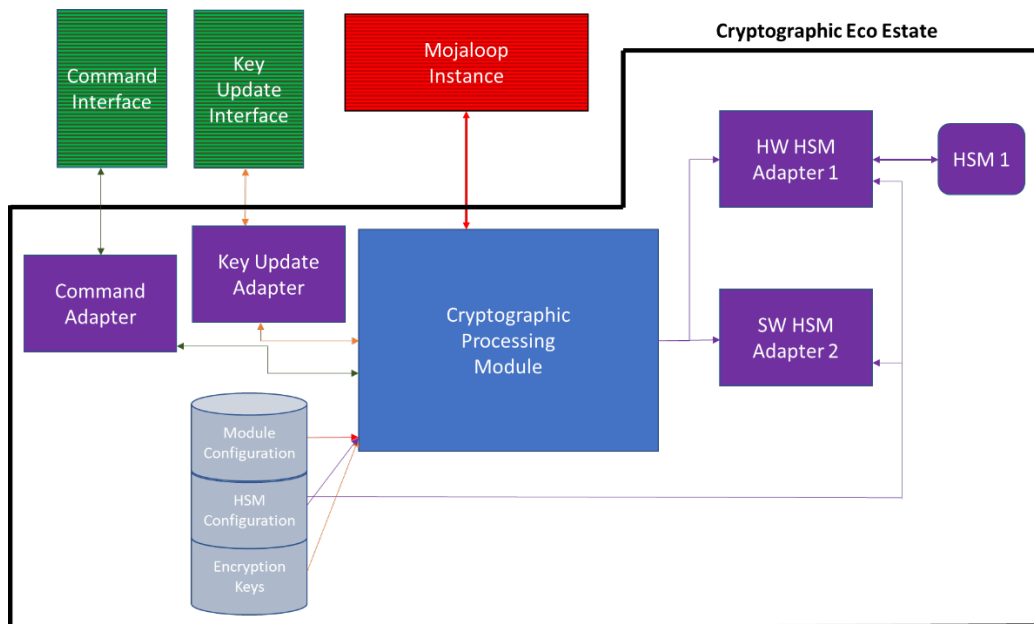 Cryptographic Eco Estate
Command
Interface
Key
Update
Interface
Mojaloop
Instance
HW HSM
Adapter 1
HSM 1
Command
Adapter
Key Update
Adapter
Cryptographic
Processing
Module
SW HSM
Adapter 2
Module
Configuration
HSM
Configuration
Encryption
Keys